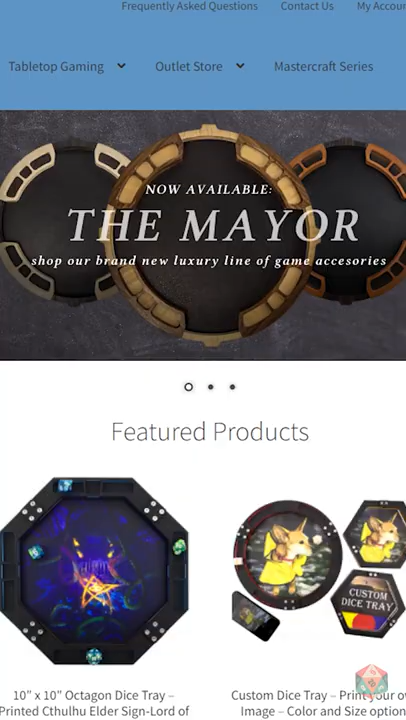 Frequently Asked Questions Contact Us My Accoun
Tabletop Gaming Outlet Store Mastercraft Series
NOW AVAILABLE:
THE MAYOR
shop our brand new luxury line of game accesories
Featured Products
CUSTOM
DICE TRAY
10” x 10” Octagon Dice Tray –
Printed Cthulhu Elder Sign-Lord of
Custom Dice Tray – Print your o
Image – Color and Size option